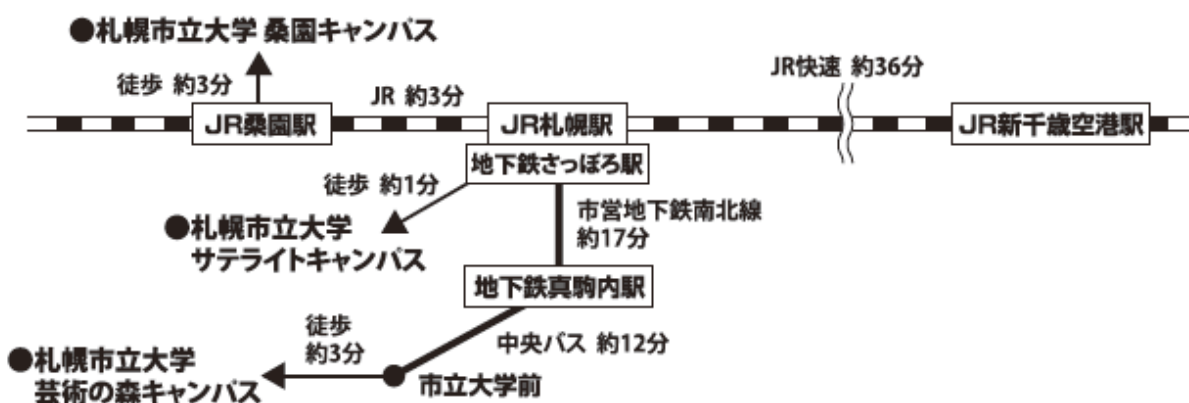 ●札幌市立大学 桑園キャンパス
徒歩 約3分
JR 約3分
JR快速 約36分
JR桑園駅
JR札幌駅
JR新千歳空港駅
地下鉄さっぽろ駅
徒歩 約1分
●札幌市立大学
サテライトキャンパス
市営地下鉄南北線
約17分
地下鉄真駒内駅
中央バス 約12分
徒歩
約3分
●札幌市立大学
芸術の森キャンパス
市立大学前